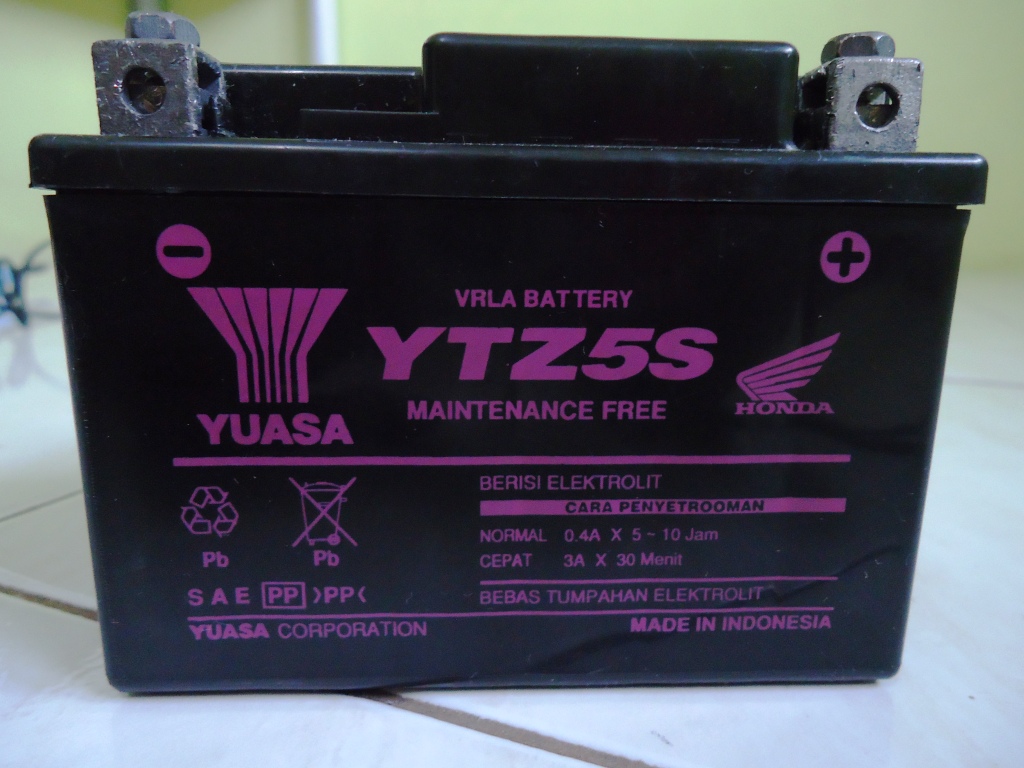 VRLA BATTERY
YTZ5S
MAINTENANCE FREE
YUASA
HONDA
BERISI ELEKTROLIT
CARA PENYETROOMAN
NORMAL 0.4A X 5 ~ 10 Jam
CEPAT 3A X 30 Menit
Pb
Pb
SAE PP >PP<
BEBAS TUMPAHAN ELEKTROLIT
YUASA CORPORATION
MADE IN INDONESIA